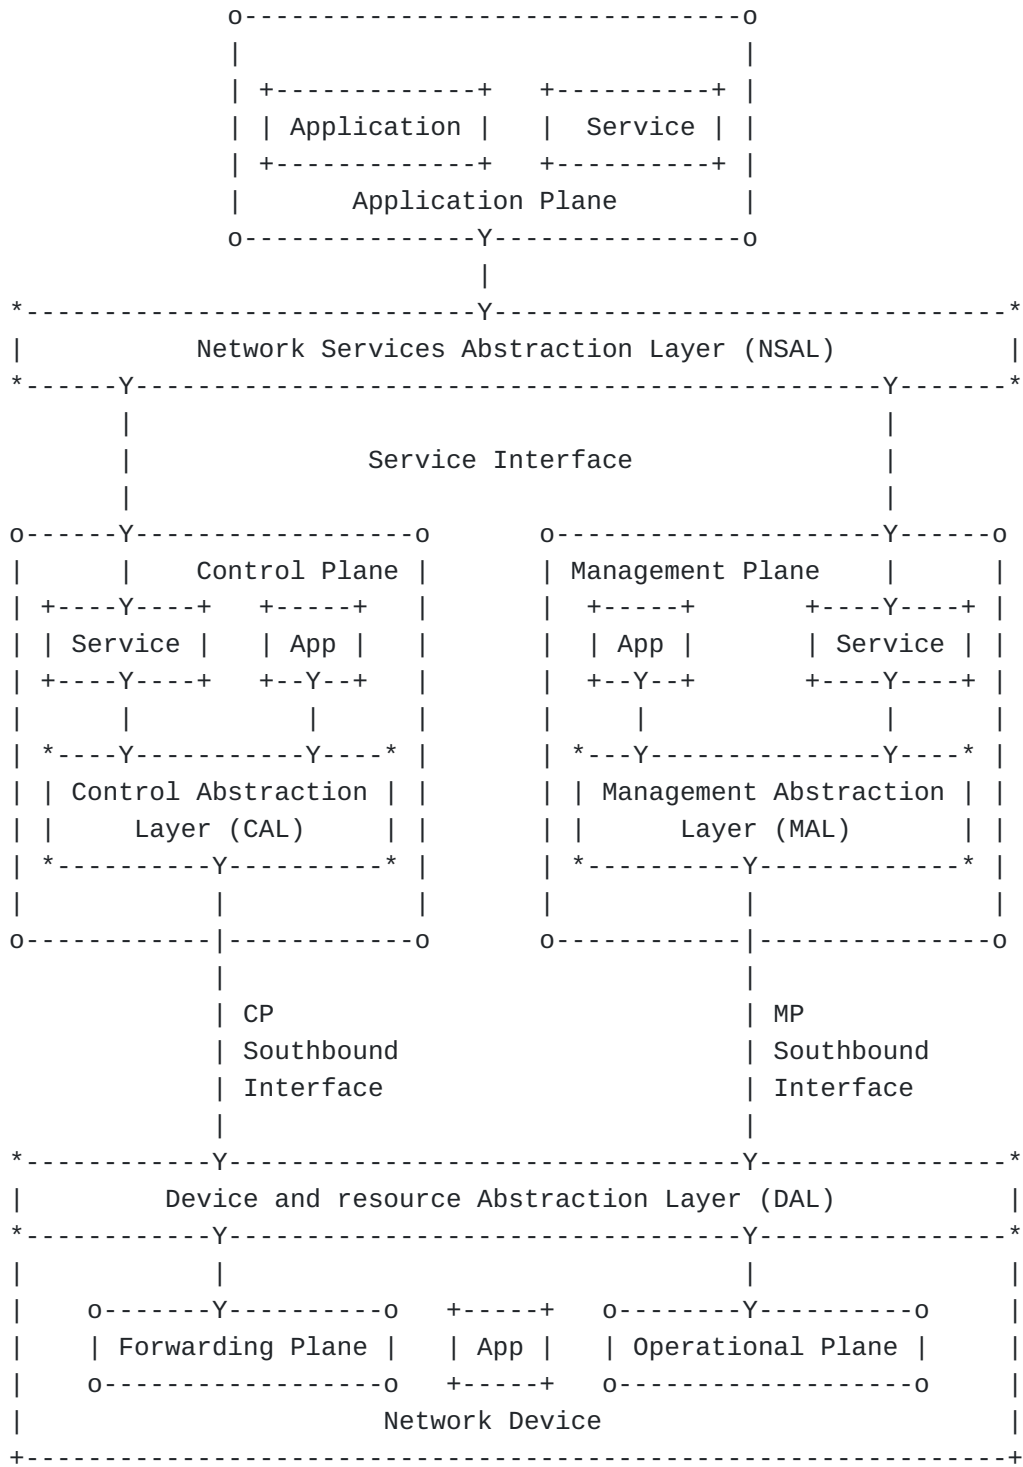 Application Service
Application Plane
Network Services Abstraction Layer (NSAL)
Service Interface
Control Plane Management Plane
Service App App Service
Control Abstraction Management Abstraction
Layer (CAL) Layer (MAL)
CP MP
Southbound Southbound
Interface Interface
Device and resource Abstraction Layer (DAL)
Forwarding Plane App Operational Plane
Network Device